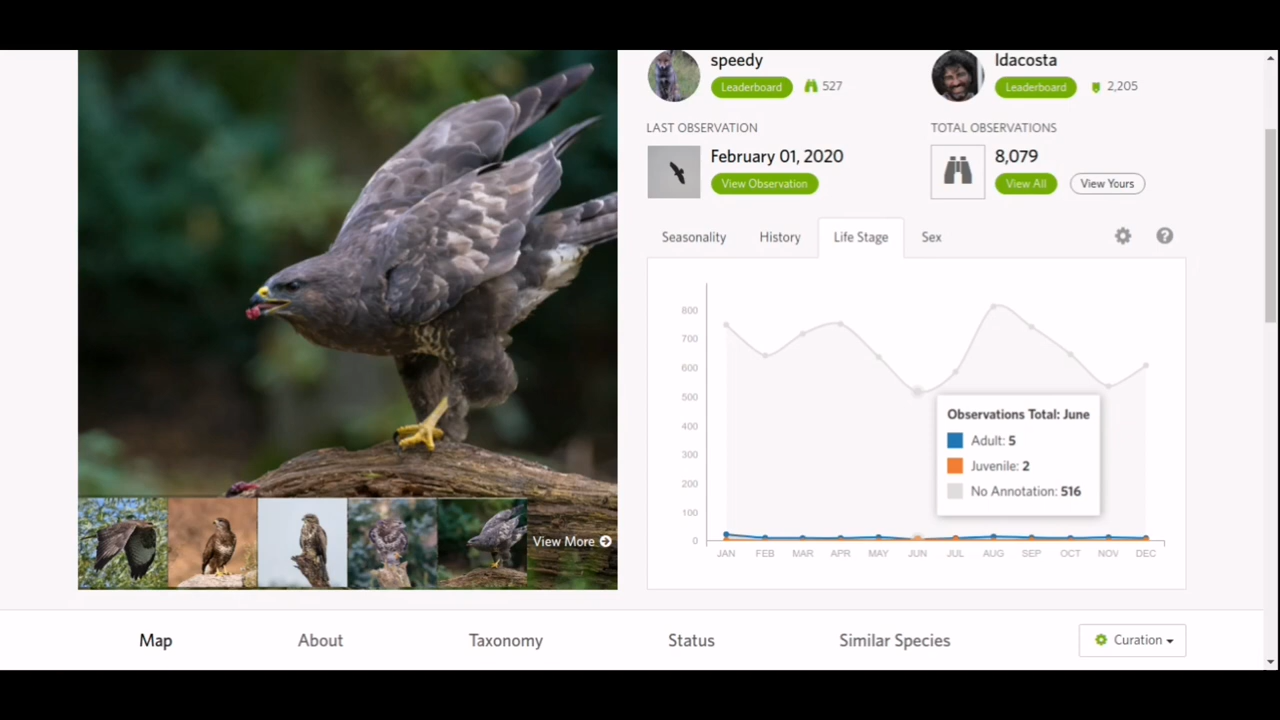 speedy
Leaderboard 527
ldacosta
Leaderboard 2,205
LAST OBSERVATION
February 01, 2020
View Observation
TOTAL OBSERVATIONS
8,079
View All View Yours
Seasonality History Life Stage Sex
800
700
600
500
400
300
200
100
0
JAN FEB MAR APR MAY JUN JUL AUG SEP OCT NOV DEC
Observations Total: June
Adult: 5
Juvenile: 2
No Annotation: 516
View More
Map About Taxonomy Status Similar Species Curation